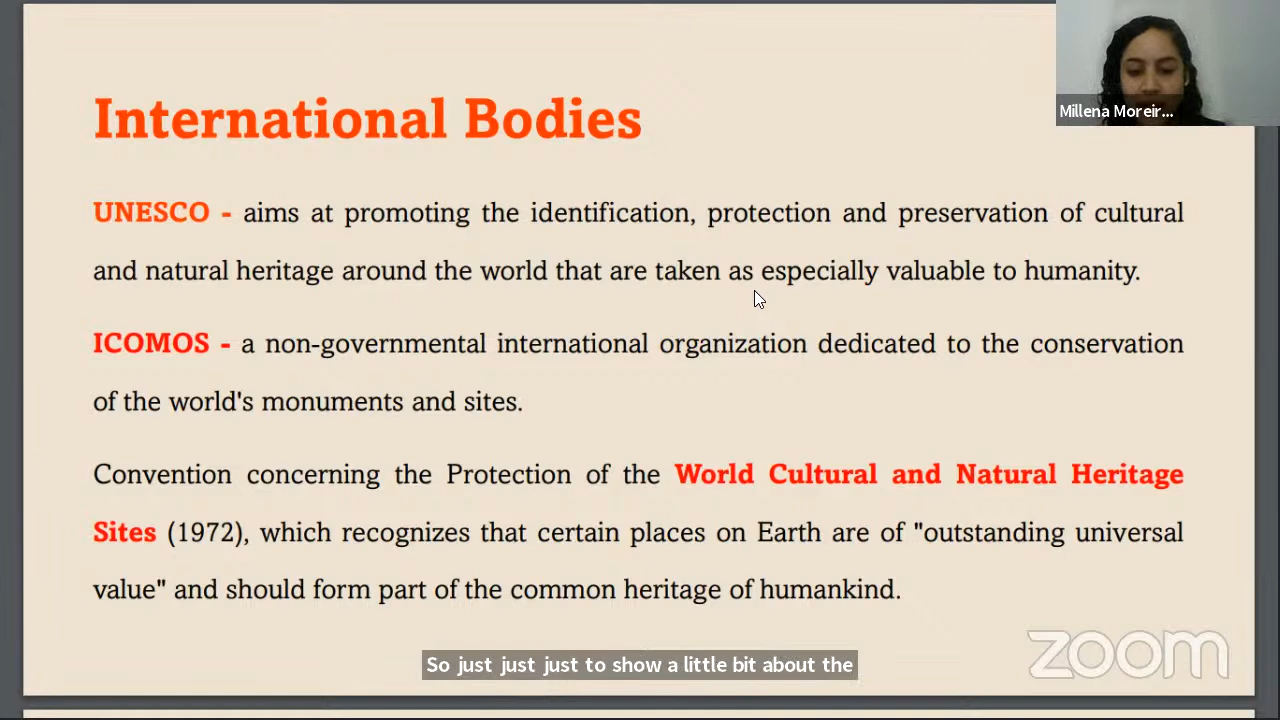 International Bodies
Millena Moreir...
UNESCO - aims at promoting the identification, protection and preservation of cultural
and natural heritage around the world that are taken as especially valuable to humanity.
ICOMOS - a non-governmental international organization dedicated to the conservation
of the world's monuments and sites.
Convention concerning the Protection of the World Cultural and Natural Heritage
Sites (1972), which recognizes that certain places on Earth are of "outstanding universal
value" and should form part of the common heritage of humankind.
So just just just to show a little bit about the
zoom